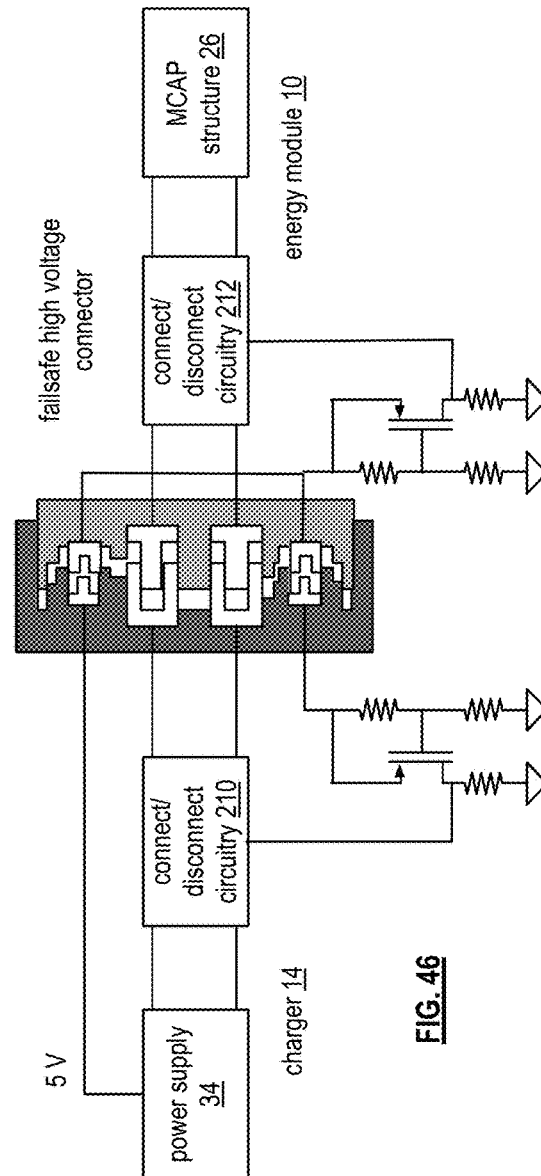 failsafe high voltage
connector
5 V
power supply
34
connect/
disconnect
circuitry 210
connect/
disconnect
circuitry 212
MCAP
structure 26
charger 14
energy module 10
FIG. 46